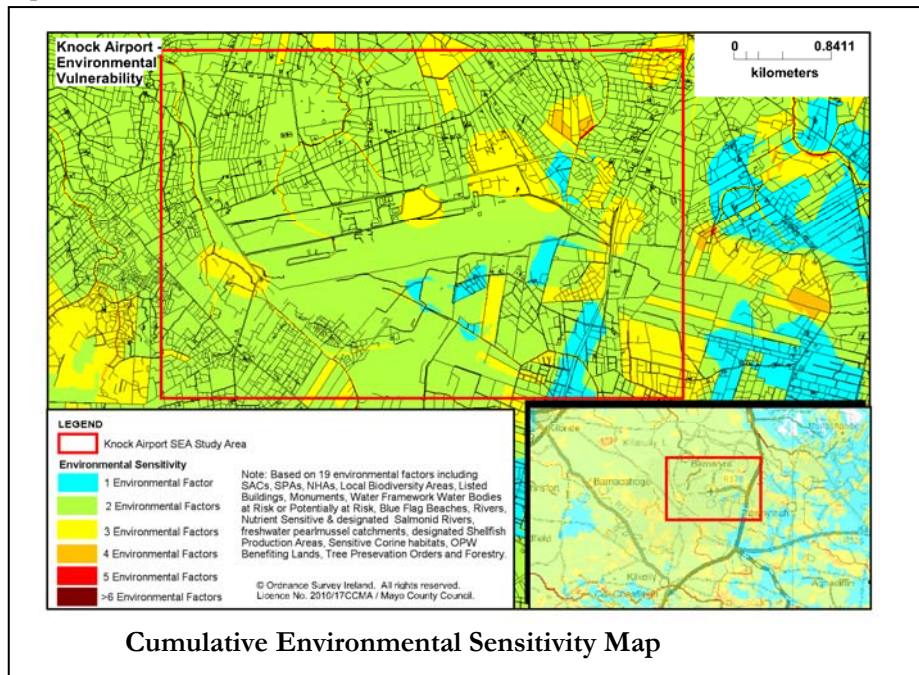 Knock Airport -
Environmental
Vulnerability
0 0.8411
kilometers
LEGEND
Knock Airport SEA Study Area
Environmental Sensitivity
1 Environmental Factor
2 Environmental Factors
3 Environmental Factors
4 Environmental Factors
5 Environmental Factors
>6 Environmental Factors
Note: Based on 19 environmental factors including
SACs, SPAs, NHAs, Local Biodiversity Areas, Listed
Buildings, Monuments, Water Framework Water Bodies
at Risk or Potentially at Risk, Blue Flag Beaches, Rivers,
Nutrient Sensitive & designated Salmonid Rivers,
freshwater pearlmussel catchments, designated Shellfish
Production Areas, Sensitive Corine habitats, OPW
Benefiting Lands, Tree Presevation Orders and Forestry.
© Ordnance Survey Ireland. All rights reserved.
Licence No. 2010/17CCMA / Mayo County Council.
Kilkelly
Cumulative Environmental Sensitivity Map